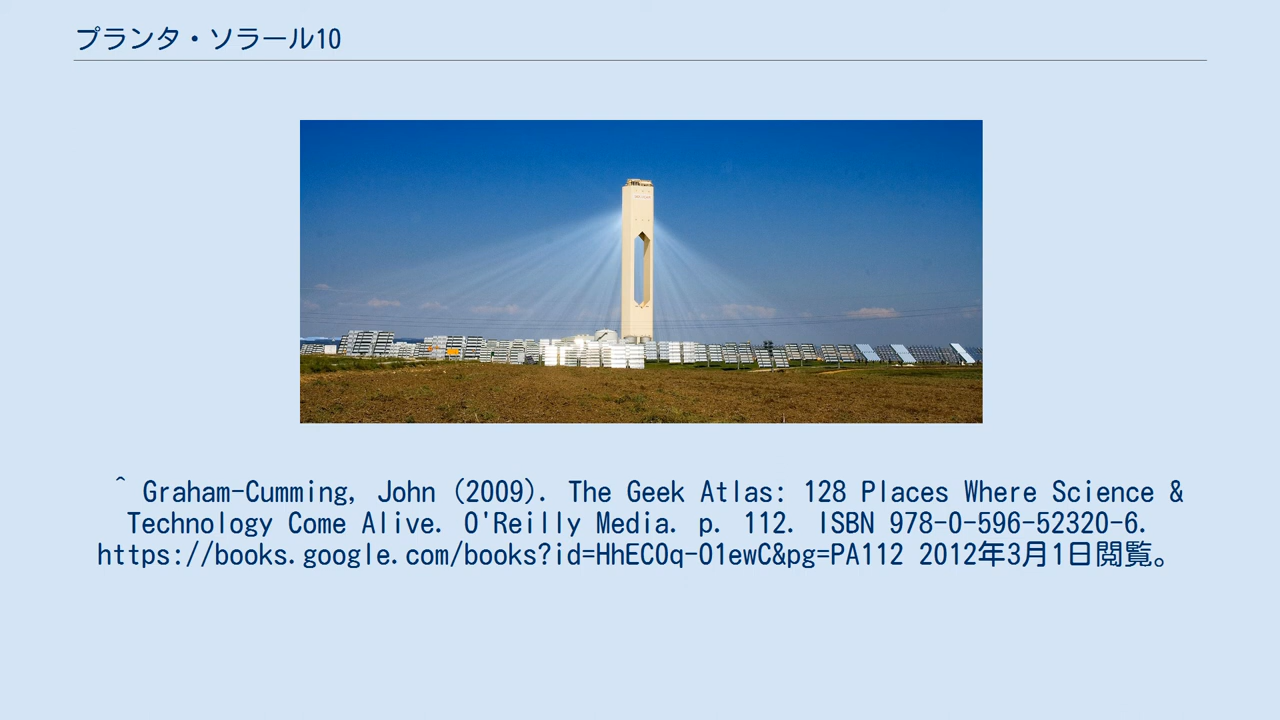 プランタ・ソラール10
^ Graham-Cumming, John (2009). The Geek Atlas: 128 Places Where Science &
Technology Come Alive. O'Reilly Media. p. 112. ISBN 978-0-596-52320-6.
https://books.google.com/books?id=HhECOq-O1ewC&pg=PA112 2012年3月1日閲覧。